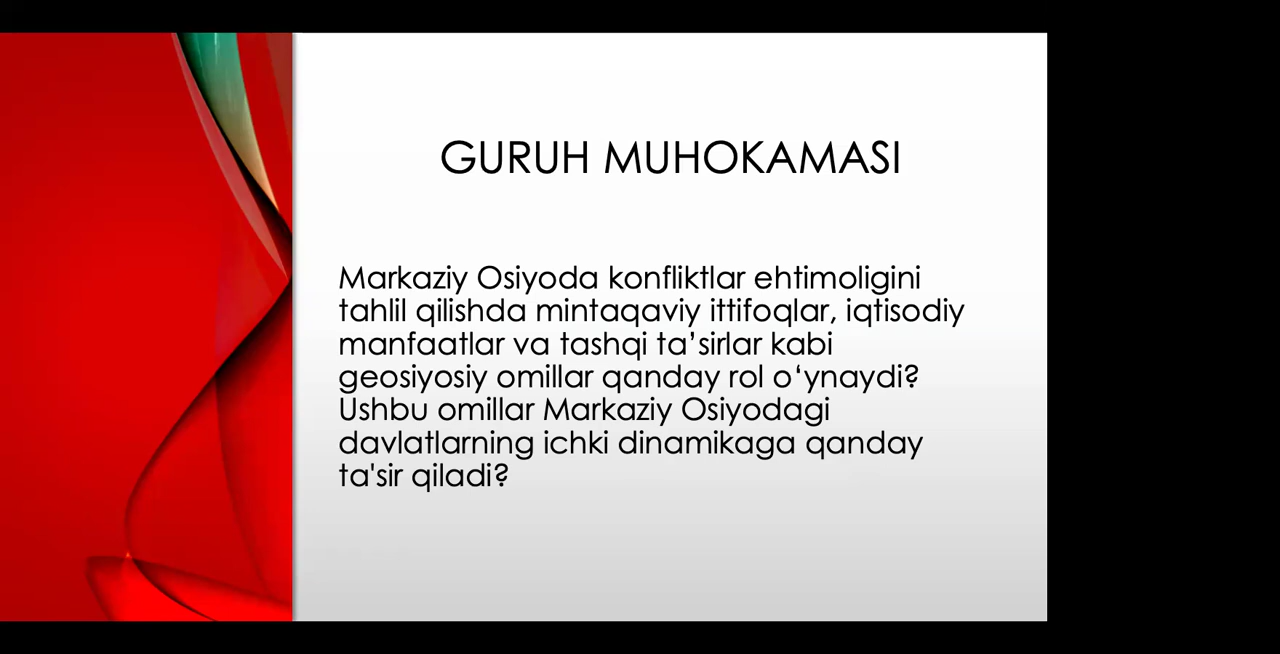 GURUH MUHOKAMASI
Markaziy Osiyoda konfliktlar ehtimoligini
tahlil qilishda mintaqaviy ittifoqlar, iqtisodiy
manfaatlar va tashqi ta’sirlar kabi
geosiyosiy omillar qanday rol o‘ynaydi?
Ushbu omillar Markaziy Osiyodagi
davlatlarning ichki dinamikaga qanday
ta'sir qiladi?